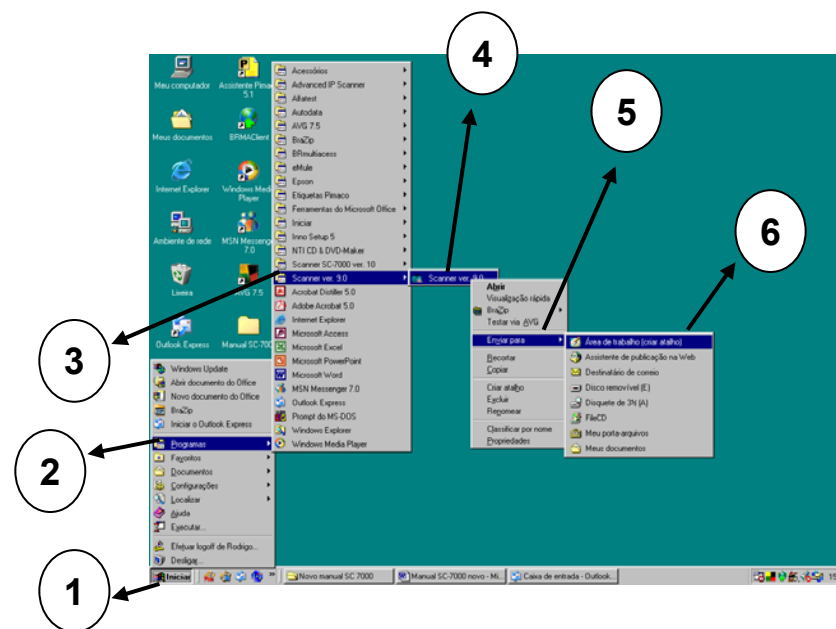 4
5
6
3
2
1
Meu computador
Assistente Pimaco
5.1
Meus documentos
BRMAClient
Internet Explorer
Windows Media
Player
Ambiente de rede
MSN Messenger
7.0
Lixeira
AVG 7.5
Outlook Express
Manual SC-700
Acessórios
Advanced IP Scanner
Alfatest
Autodata
AVG 7.5
BraZip
BRmultiacess
eMule
Epson
Etiquetas Pimaco
Ferramentas do Microsoft Office
Iniciar
Inno Setup 5
NTI CD & DVD-Maker
Scanner SC-7000 ver. 10
Scanner ver. 9.0
Acrobat Distiller 5.0
Adobe Acrobat 5.0
Internet Explorer
Microsoft Access
Microsoft Excel
Microsoft PowerPoint
Microsoft Word
MSN Messenger 7.0
Outlook Express
Prompt do MS-DOS
Windows Explorer
Windows Media Player
Scanner ver. 9.0
Abrir
Visualização rápida
BraZip
Testar via AVG
Enviar para
Recortar
Copiar
Criar atalho
Excluir
Renomear
Classificar por nome
Propriedades
Área de trabalho (criar atalho)
Assistente de publicação na Web
Destinatário de correio
Disco removível (E)
Disquete de 3½ (A)
FileCD
Meu porta-arquivos
Meus documentos
Windows Update
Abrir documento do Office
Novo documento do Office
BraZip
Iniciar o Outlook Express
Programas
Favoritos
Documentos
Configurações
Localizar
Ajuda
Executar...
Efetuar logoff de Rodrigo...
Desligar...
Iniciar
Novo manual SC 7000
Manual SC-7000 novo - Mi...
Caixa de entrada - Outlook...
15